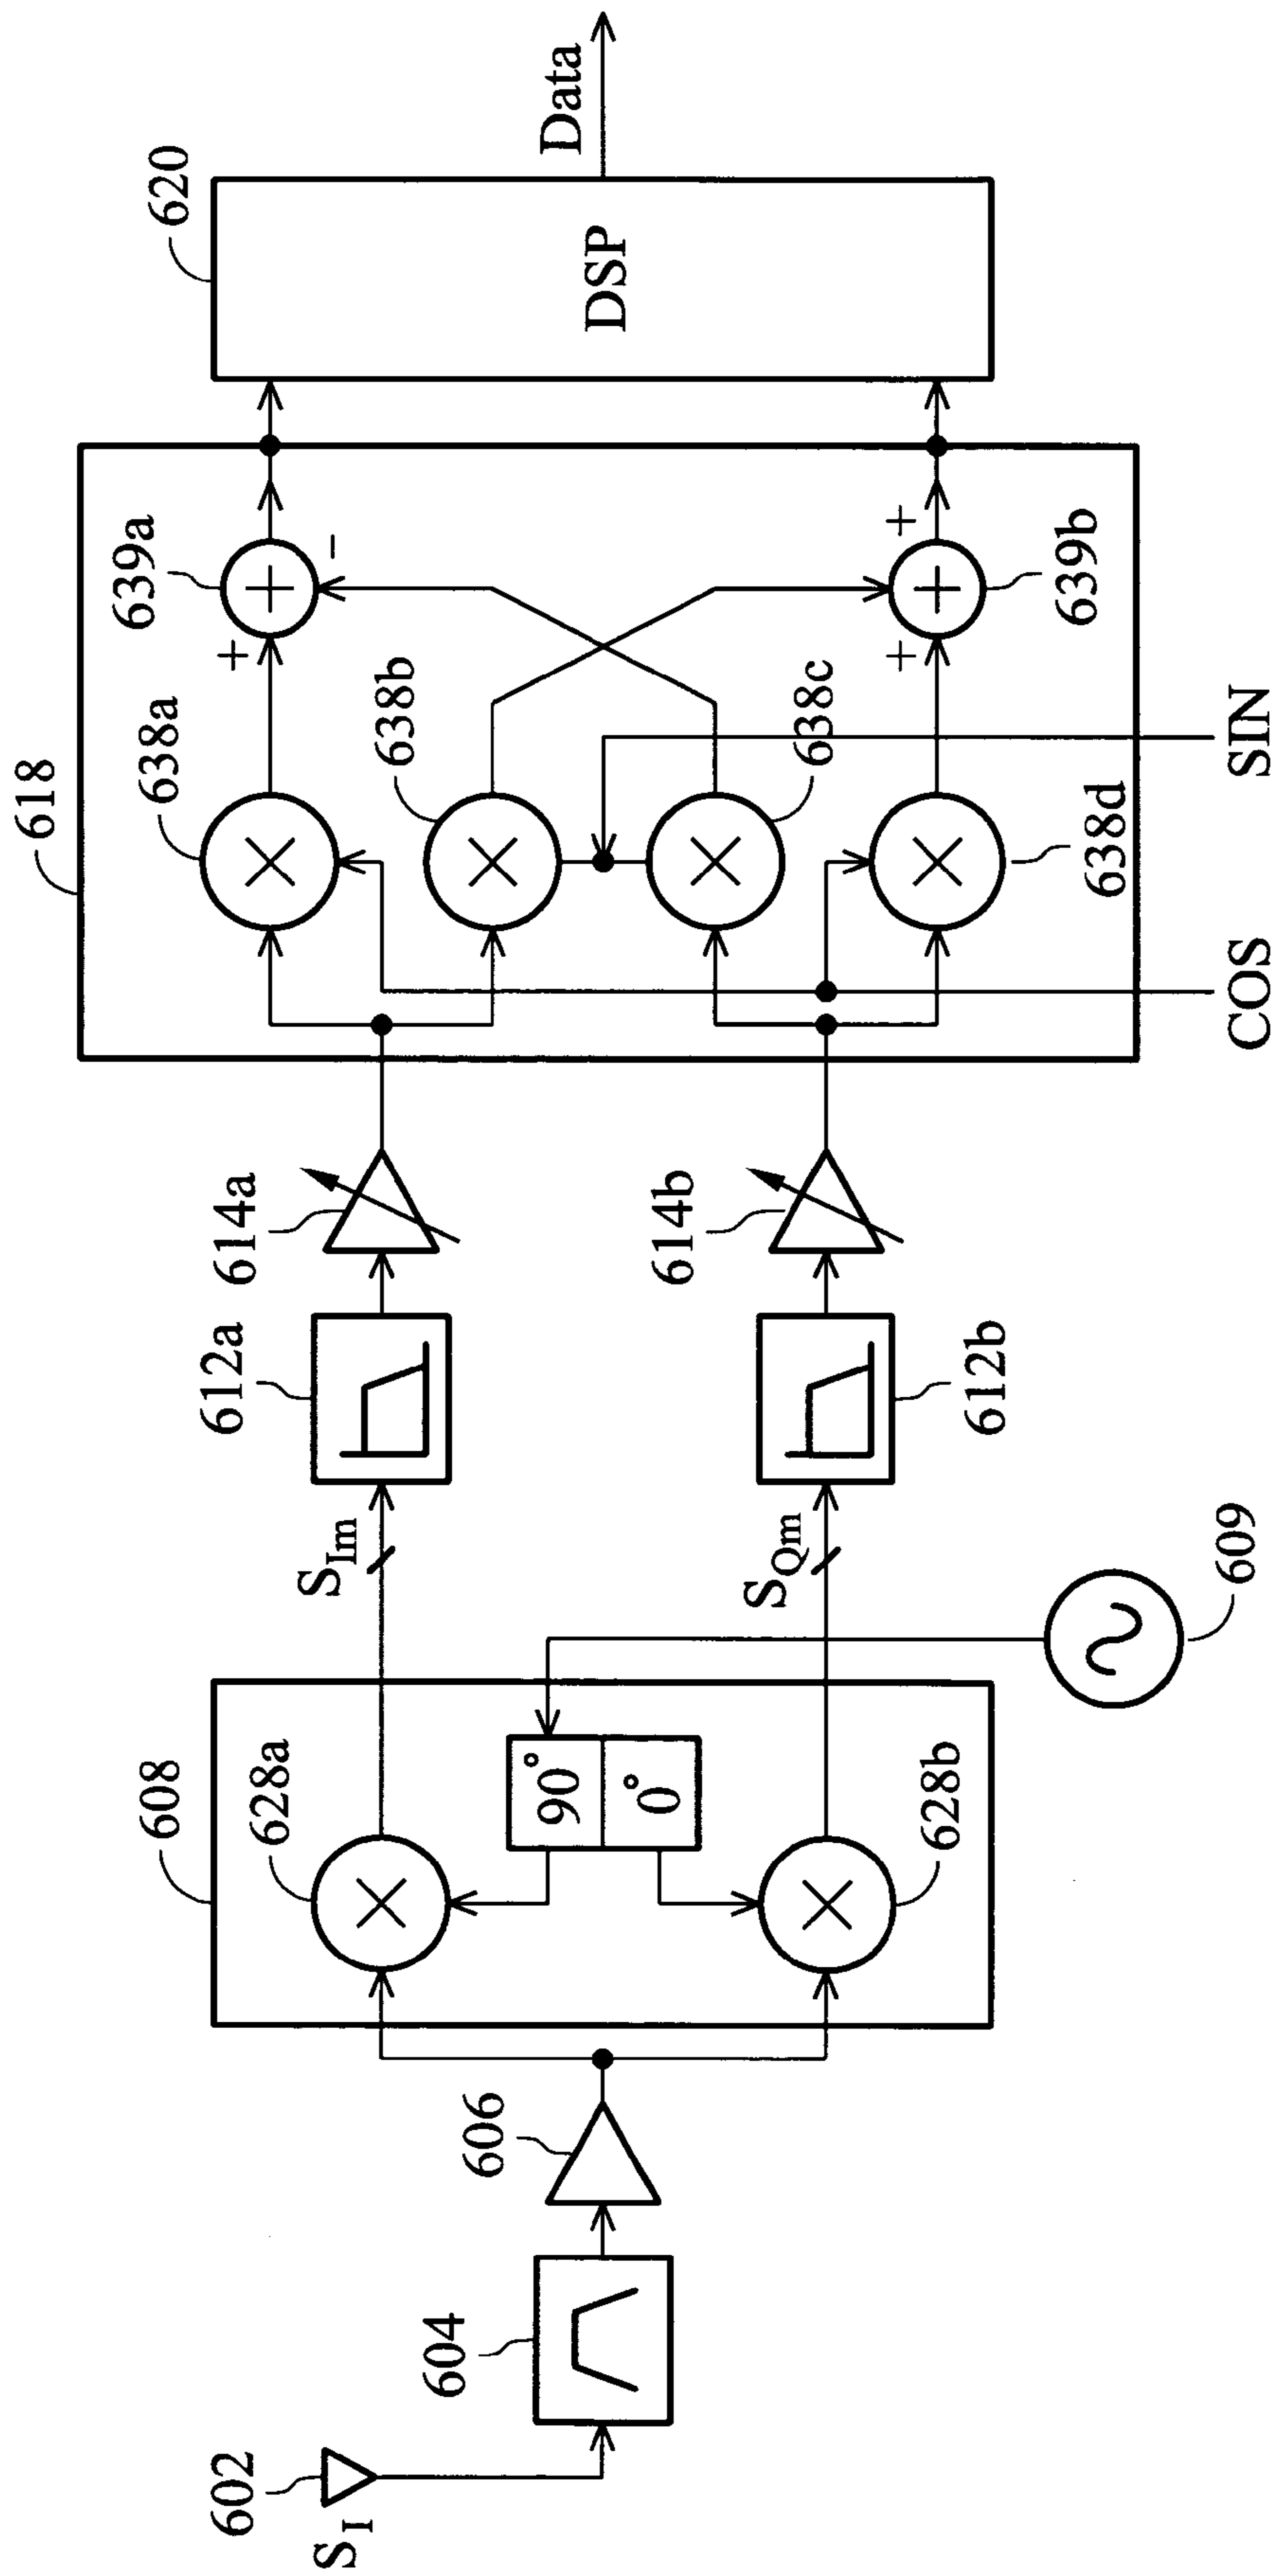 S_I
602
604
606
608
628a
90°
0°
628b
609
S_Im
S_Qm
612a
612b
614a
614b
618
638a
638b
638c
638d
COS
SIN
639a
+
-
639b
+
+
620
DSP
Data